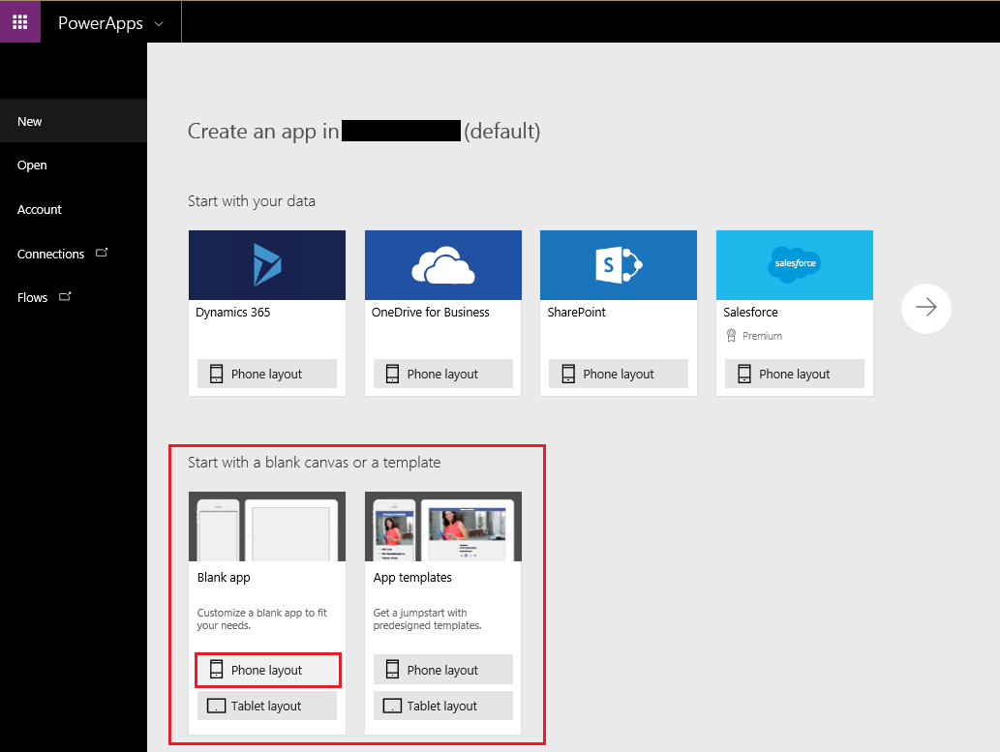 PowerApps
New
Open
Account
Connections
Flows
Create an app in (default)
Start with your data
salesforce
Dynamics 365
OneDrive for Business
SharePoint
Salesforce
Premium
Phone layout
Phone layout
Phone layout
Phone layout
Start with a blank canvas or a template
Blank app
Customize a blank app to fit
your needs.
Phone layout
Tablet layout
App templates
Get a jumpstart with
predesigned templates.
Phone layout
Tablet layout